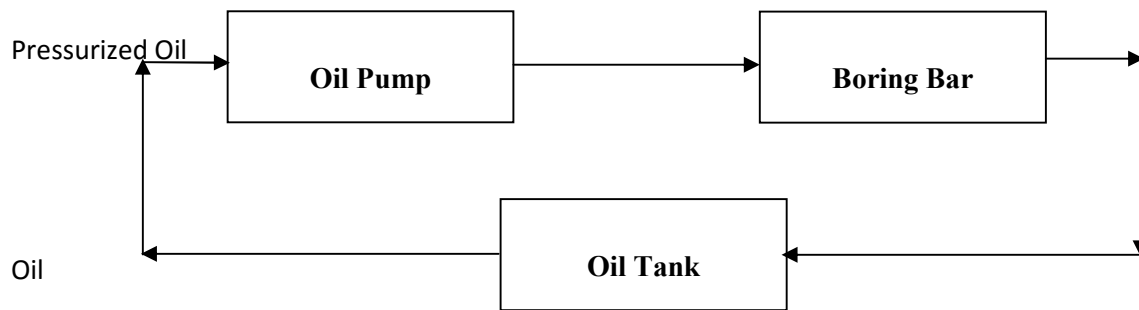 Pressurized Oil
Oil Pump
Boring Bar
Oil Tank
Oil